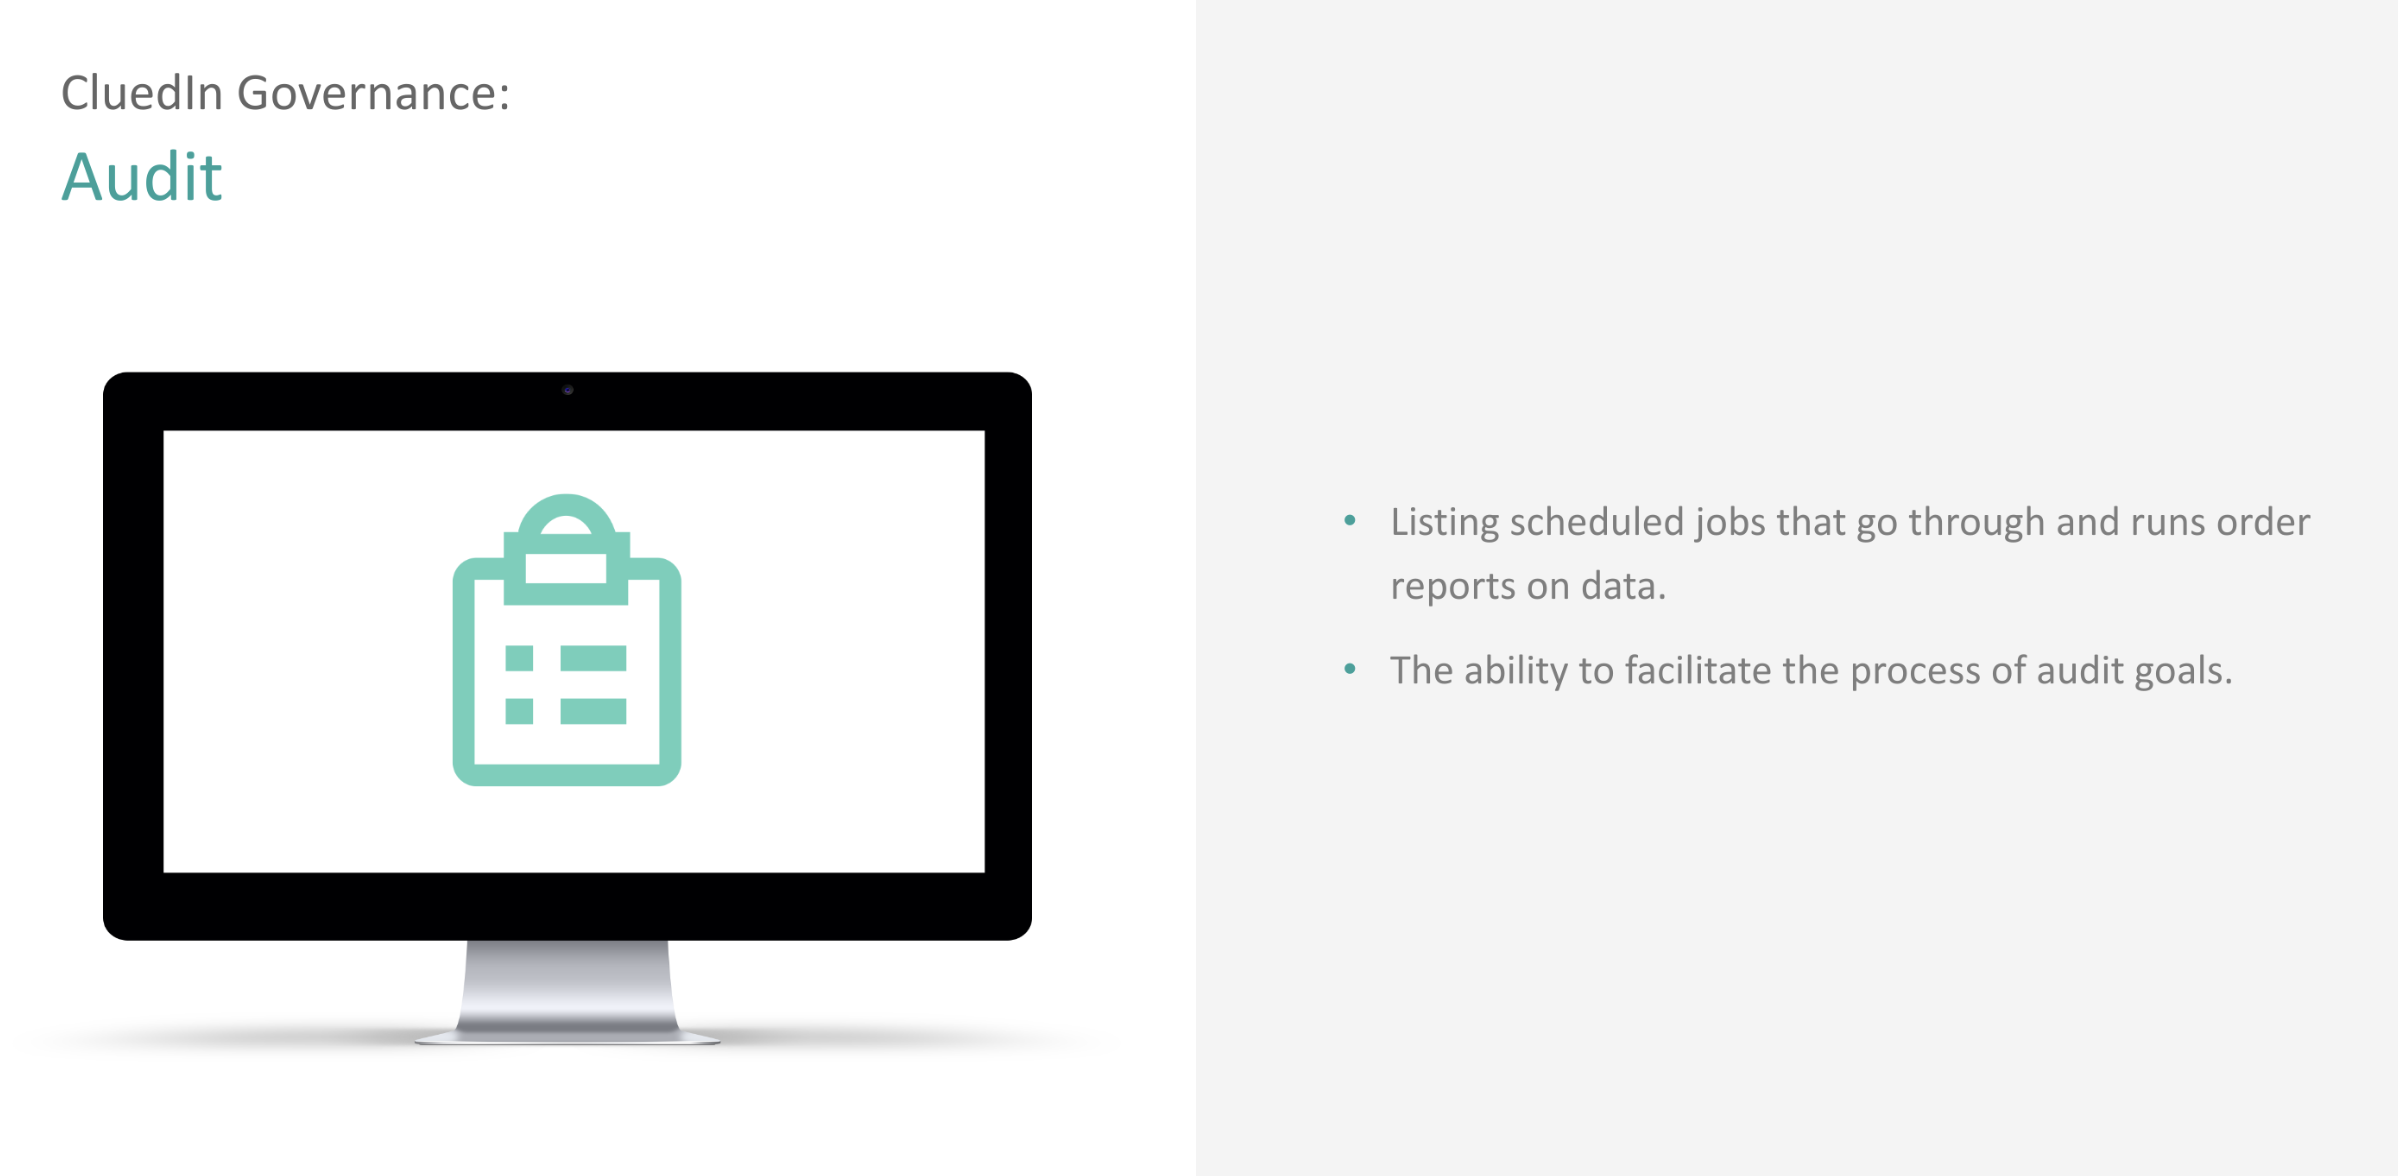 CluedIn Governance:
Audit
• Listing scheduled jobs that go through and runs order
reports on data.
• The ability to facilitate the process of audit goals.